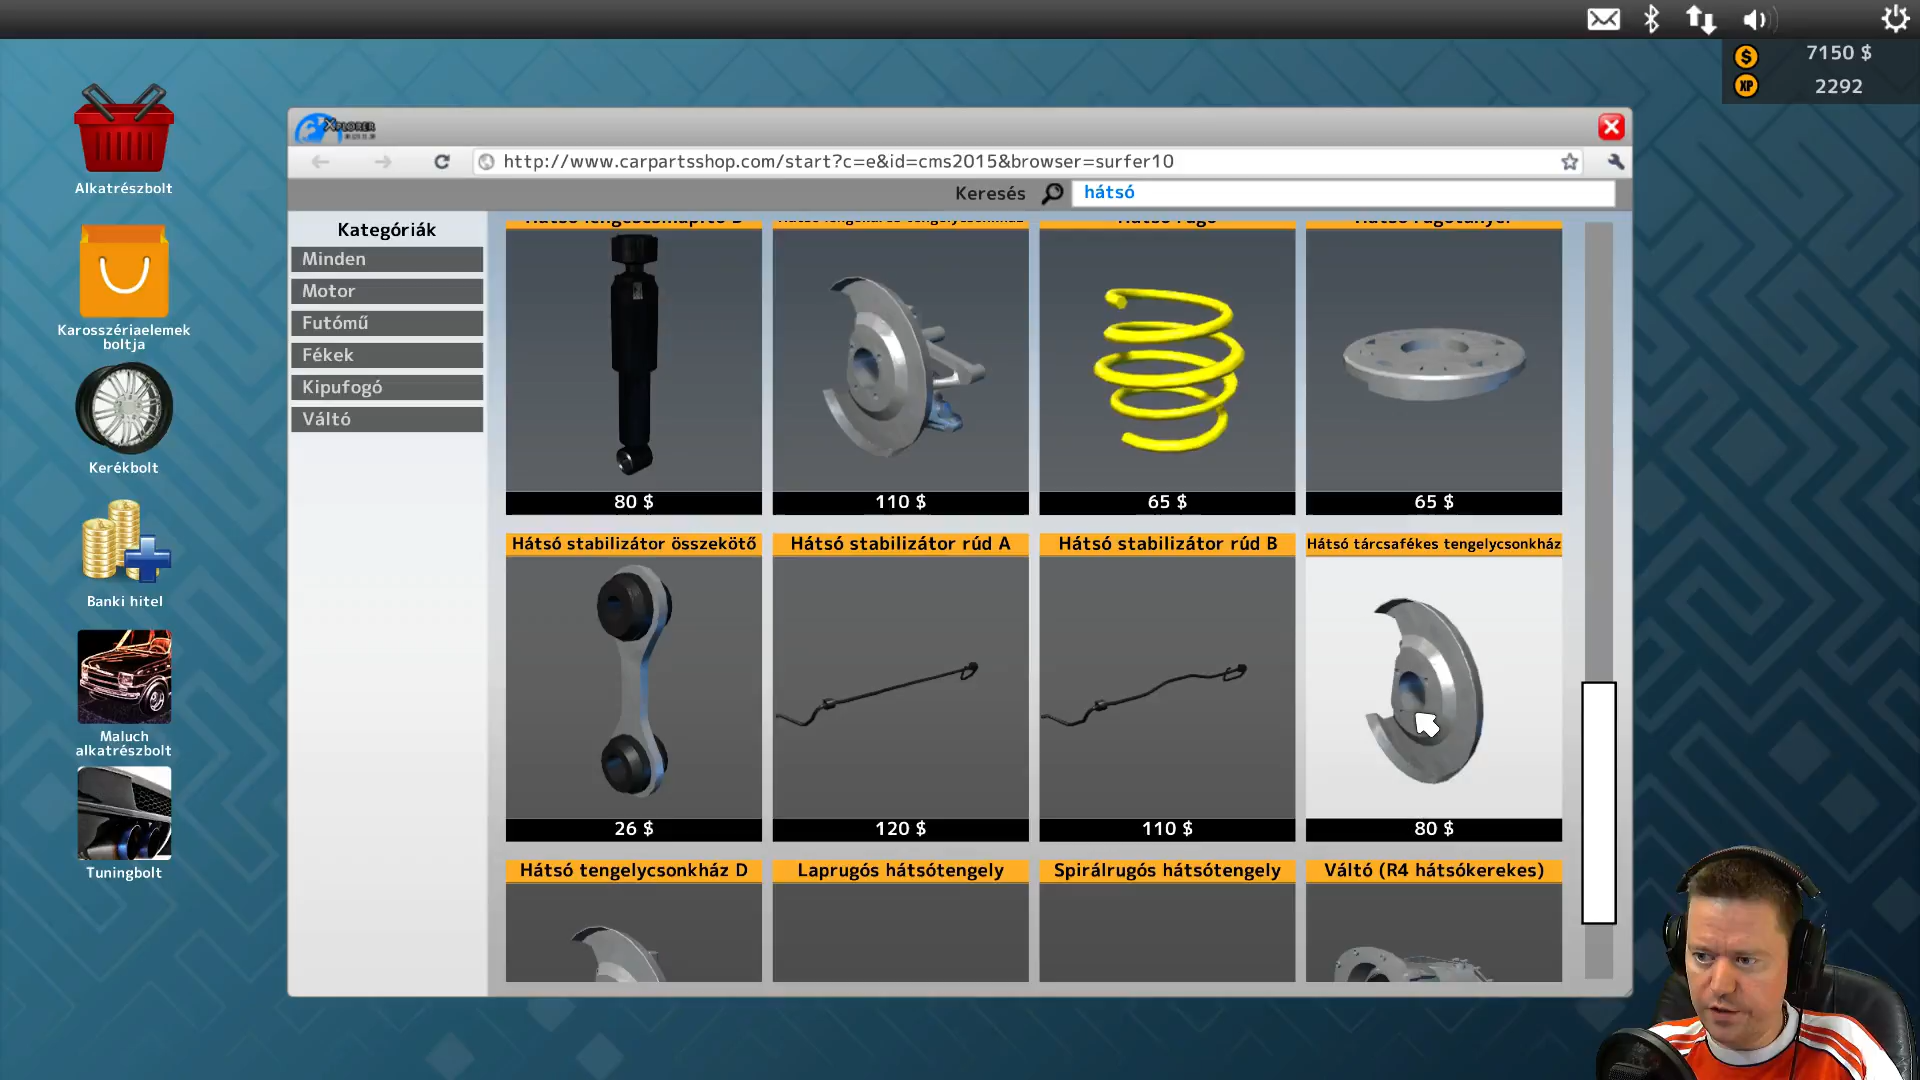 7150 $
XP 2292
Alkatrészbolt
Karosszériaelemek
boltja
Kerékbolt
Banki hitel
Maluch
alkatrészbolt
Tuningbolt
XPLORER
http://www.carpartsshop.com/start?c=e&id=cms2015&browser=surfer10
Keresés hátsó
Kategóriák
Minden
Motor
Futómű
Fékek
Kipufogó
Váltó
80 $
110 $
65 $
65 $
Hátsó stabilizátor összekötő
Hátsó stabilizátor rúd A
Hátsó stabilizátor rúd B
Hátsó tárcsafékes tengelycsonkház
26 $
120 $
110 $
80 $
Hátsó tengelycsonkház D
Laprugós hátsótengely
Spirálrugós hátsótengely
Váltó (R4 hátsókerekes)